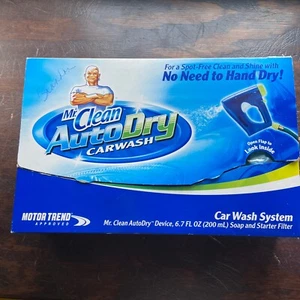 For a Spot-Free Clean and Shine with
No Need to Hand Dry!
Mr. Clean
AutoDry
CARWASH
Open Flap to
Look Inside
MOTOR TREND
APPROVED
Car Wash System
Mr. Clean AutoDry™ Device, 6.7 FL OZ (200 mL) Soap and Starter Filter